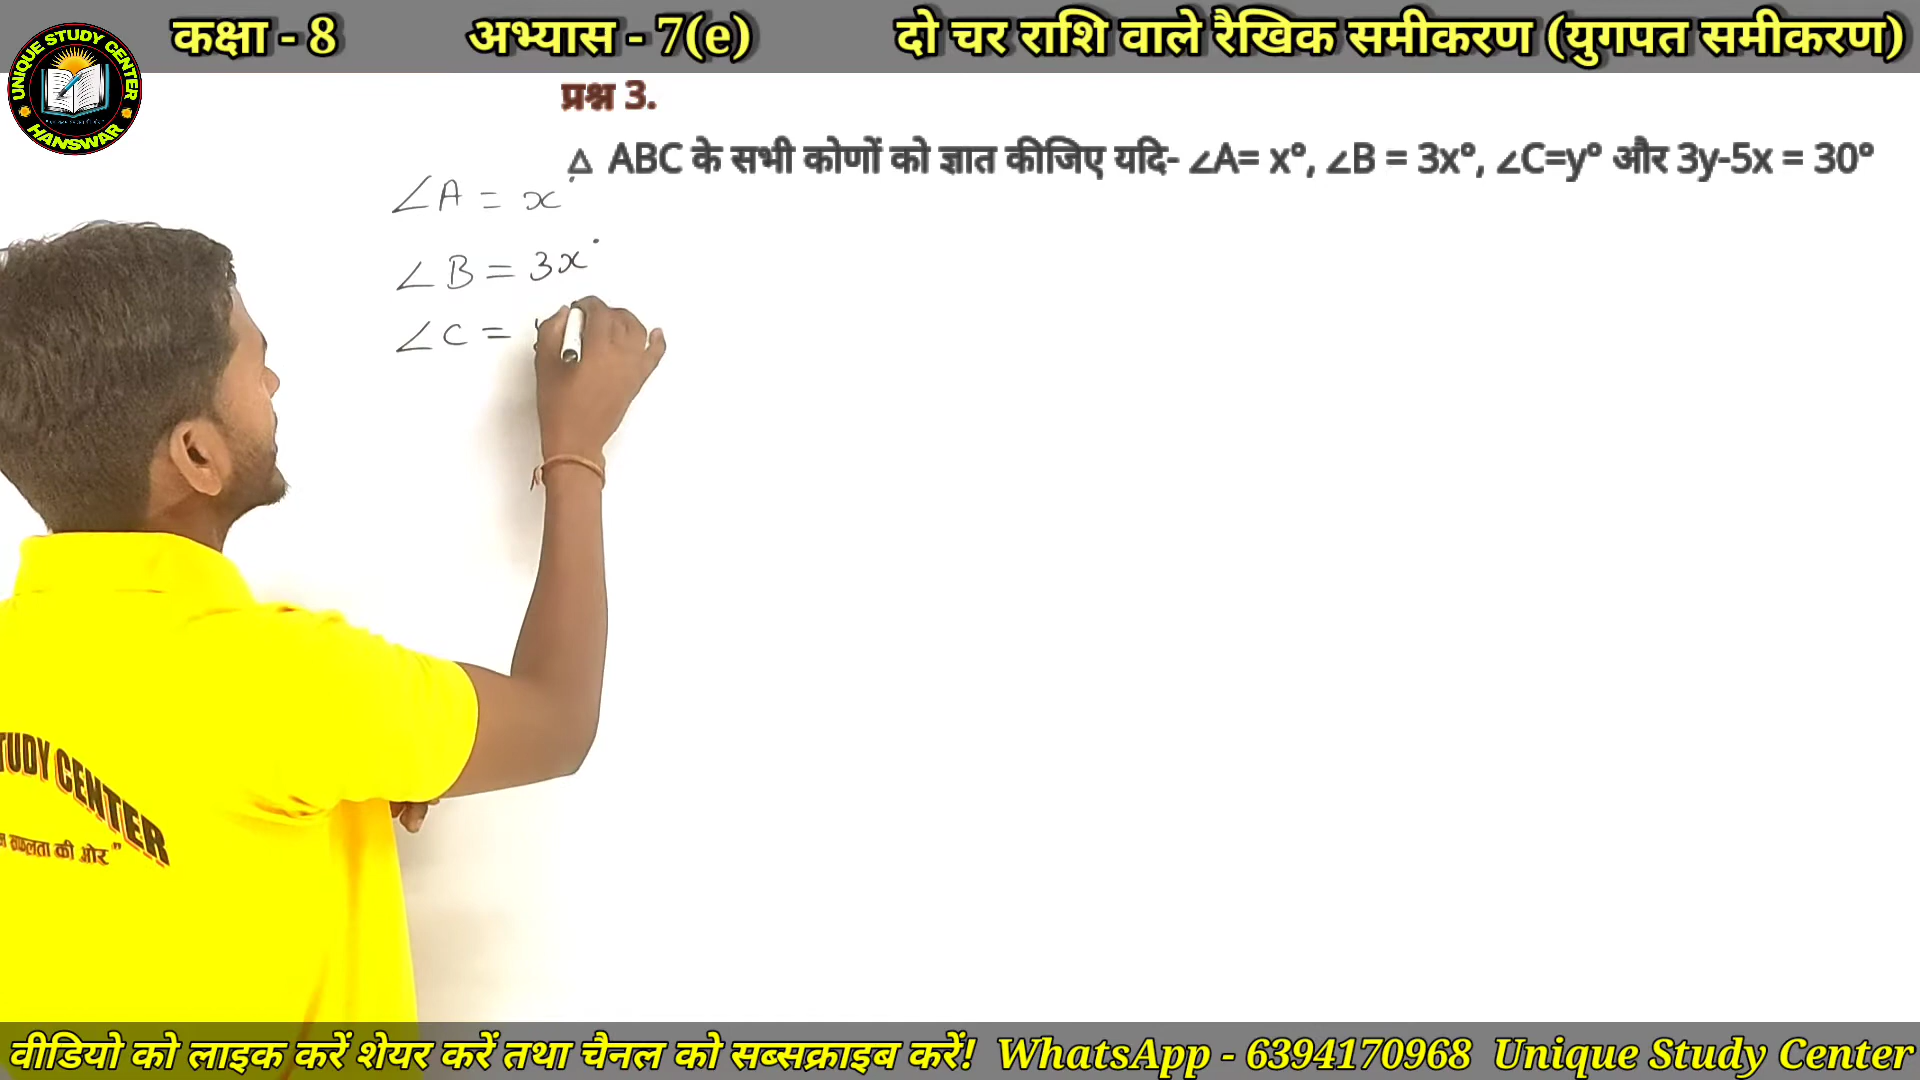 कक्षा - 8 अभ्यास - 7(e) दो चर राशि वाले रैखिक समीकरण (युगपत समीकरण)
UNIQUE STUDY CENTER
HANSWAR
प्रश्न 3.
△ ABC के सभी कोणों को ज्ञात कीजिए यदि- ∠A= x°, ∠B = 3x°, ∠C=y° और 3y-5x = 30°
∠A = x°
∠B = 3x°
∠C =
TUDY CENTER
सफलता की ओर"
वीडियो को लाइक करें शेयर करें तथा चैनल को सब्सक्राइब करें! WhatsApp - 6394170968 Unique Study Center